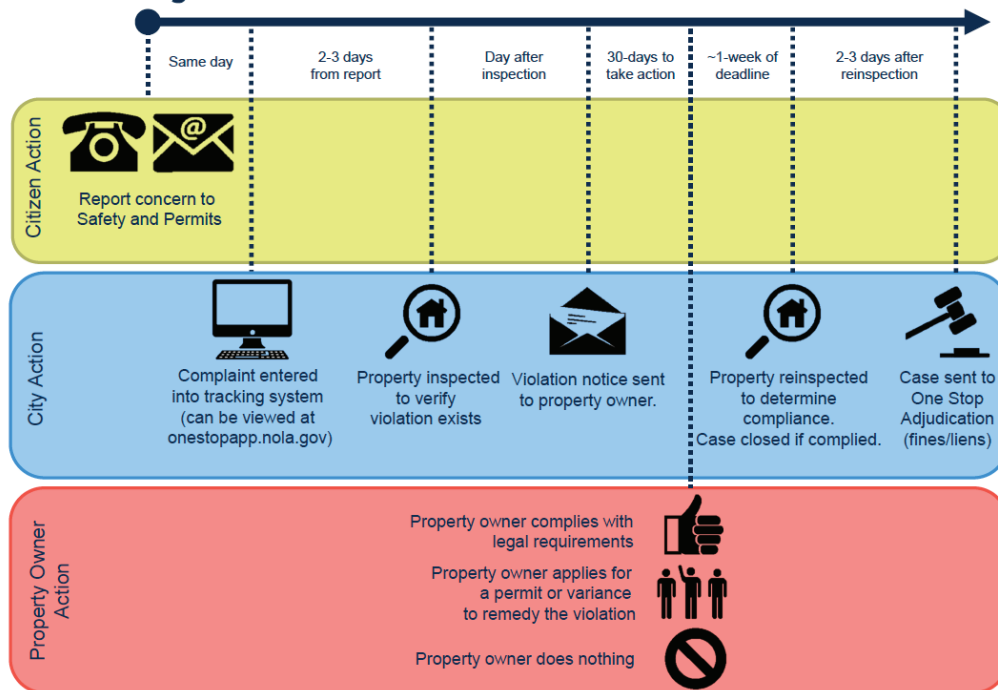 Same day
2-3 days
from report
Day after
inspection
30-days to
take action
~1-week of
deadline
2-3 days after
reinspection
Citizen Action
@
Report concern to
Safety and Permits
City Action
Complaint entered
into tracking system
(can be viewed at
onestopapp.nola.gov)
Property inspected
to verify
violation exists
Violation notice sent
to property owner.
Property reinspected
to determine
compliance.
Case closed if complied.
Case sent to
One Stop
Adjudication
(fines/liens)
Property Owner
Action
Property owner complies with
legal requirements
Property owner applies for
a permit or variance
to remedy the violation
Property owner does nothing